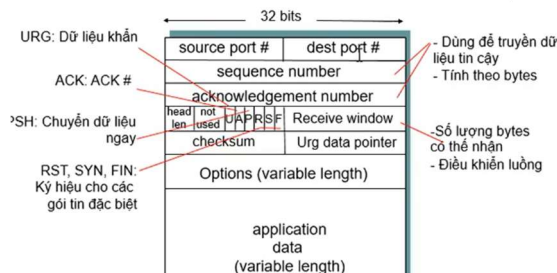 32 bits
URG: Dữ liệu khẩn
source port #
dest port #
- Dùng để truyền dữ
liệu tin cậy
- Tính theo bytes
sequence number
ACK: ACK #
acknowledgement number
head
len
not
used
U A P R S F
Receive window
PSH: Chuyển dữ liệu
ngay
checksum
Urg data pointer
-Số lượng bytes
có thể nhận
- Điều khiển luồng
RST, SYN, FIN:
Ký hiệu cho các
gói tin đặc biệt
Options (variable length)
application
data
(variable length)